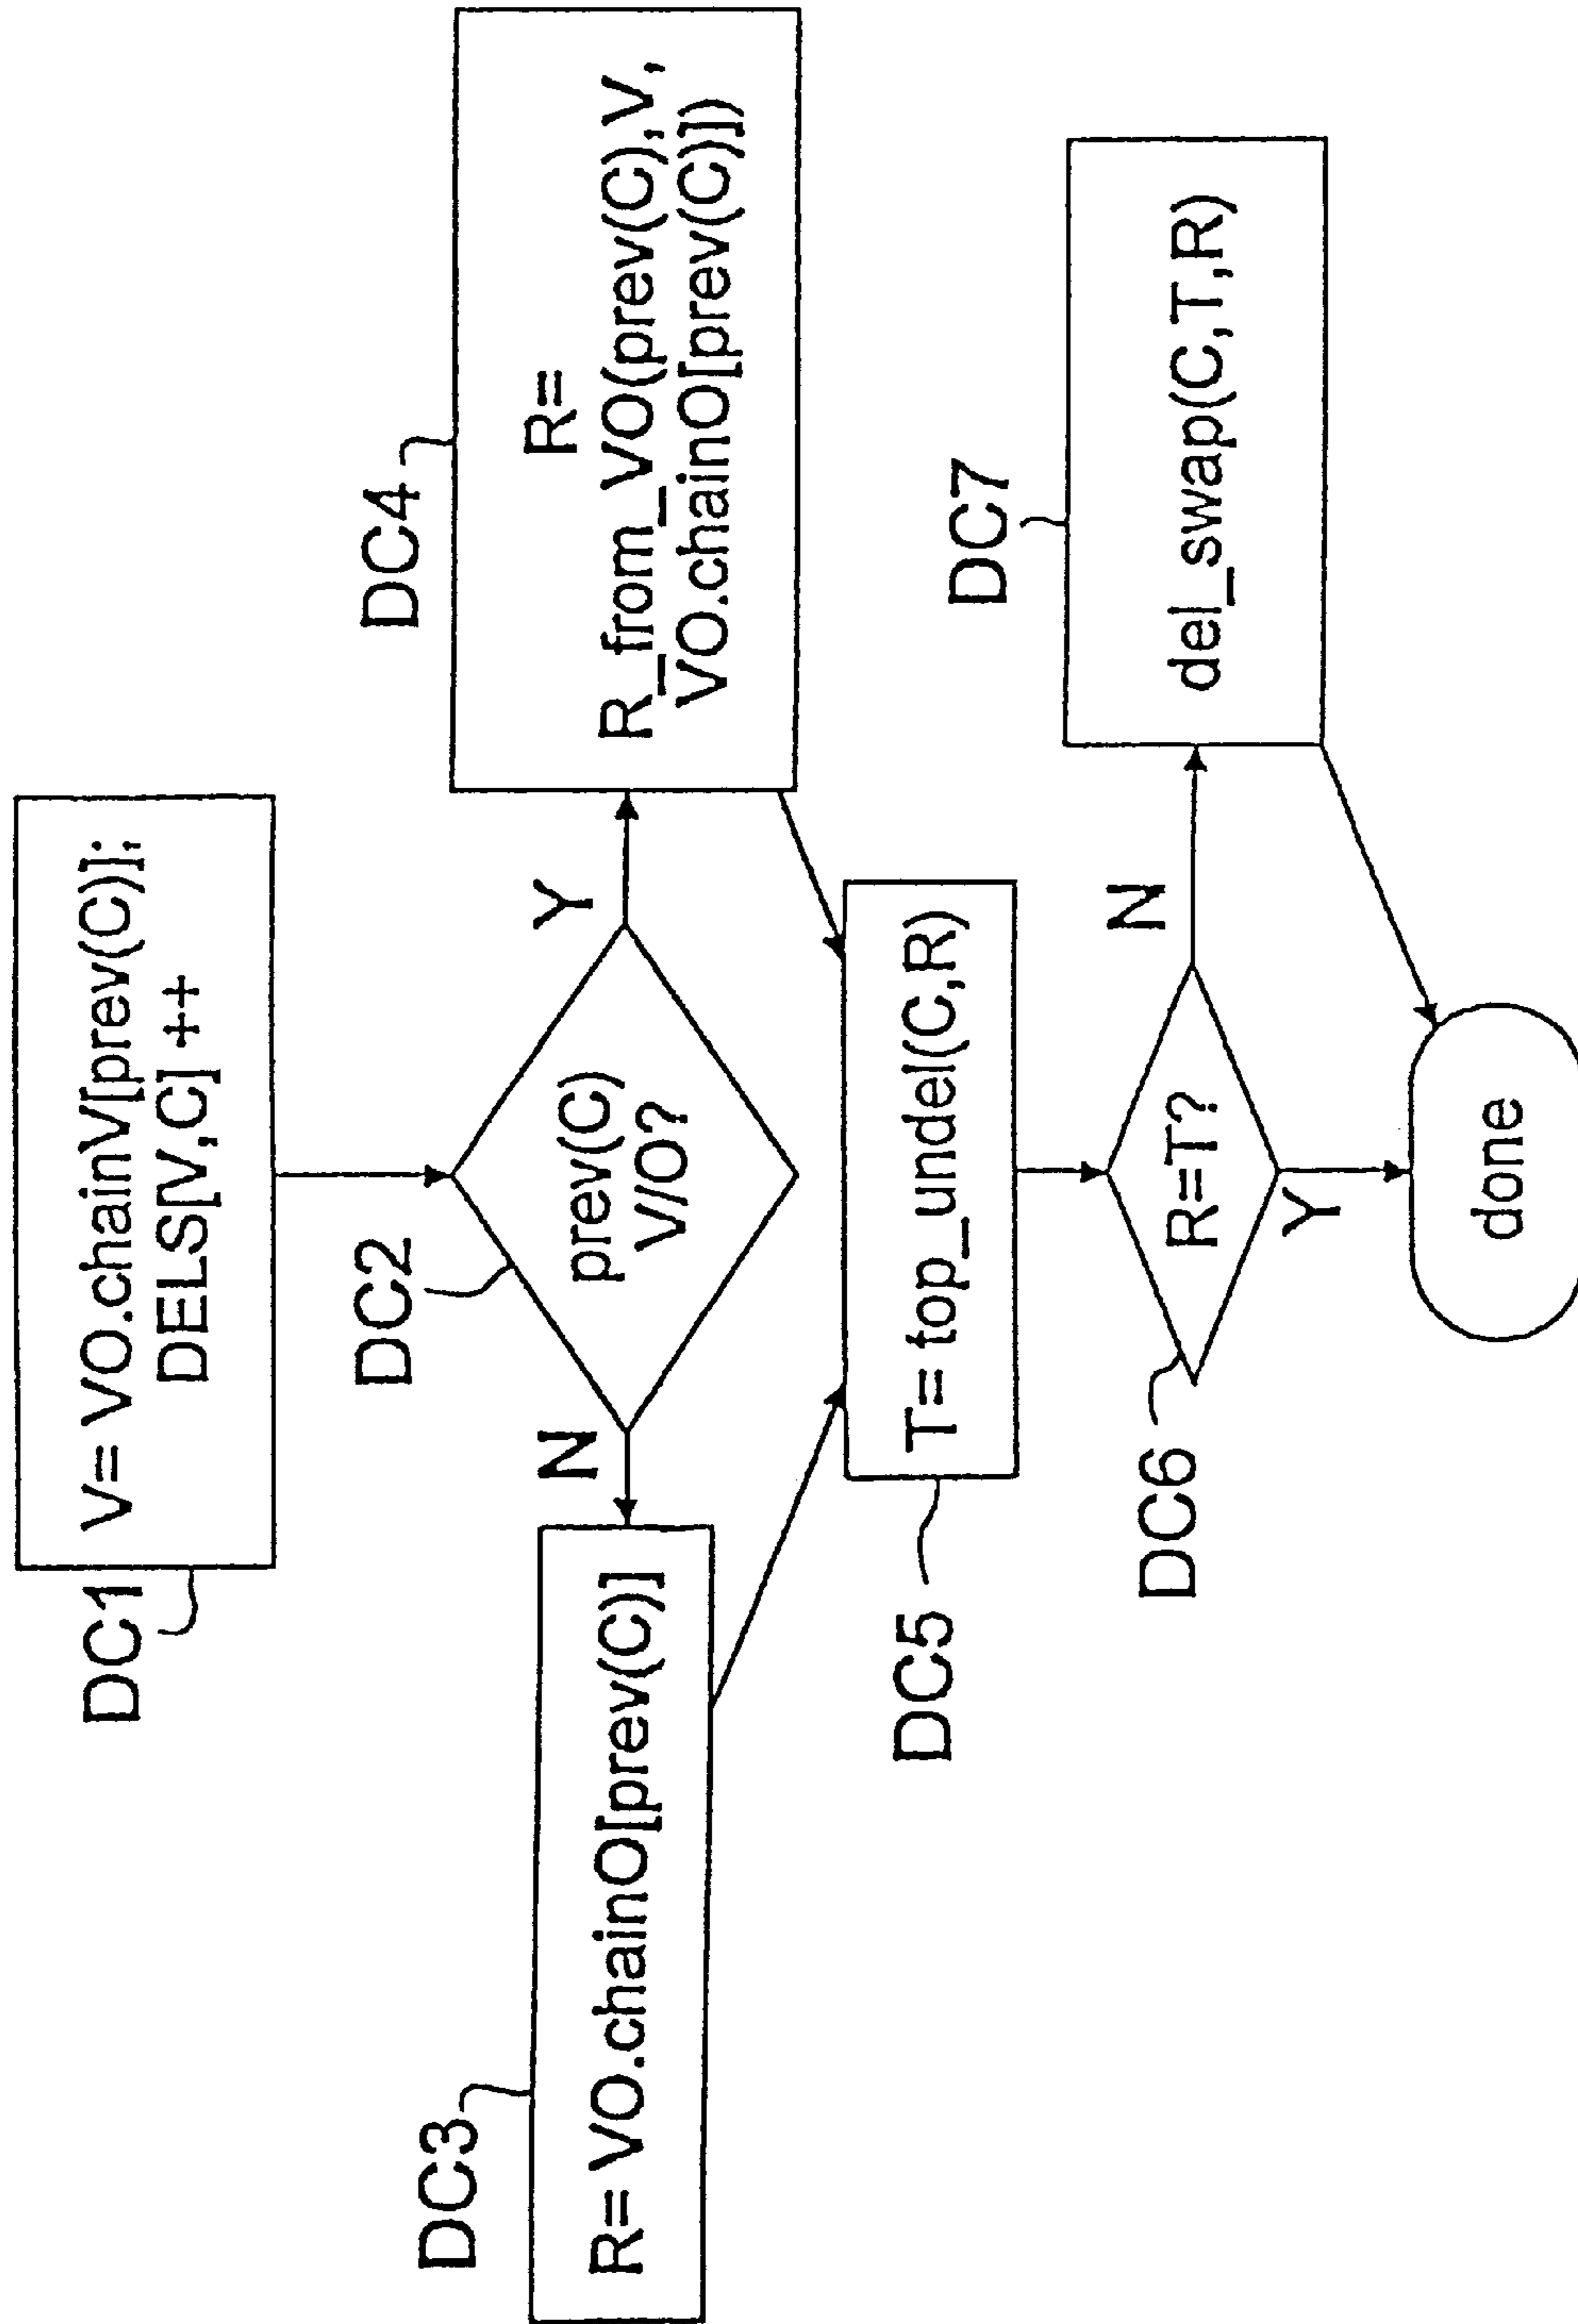 DC1
V= VO.chainV[prev(C)];
DELS[V,C] ++
DC2
prev(C)
V/O?
N
Y
DC3
R= VO.chainO[prev(C)]
DC4
R=
R_from_VO(prev(C),V,
VO.chainO[prev(C)])
DC5
T= top_undel(C,R)
DC6
R=T?
N
Y
DC7
del_swap(C,T,R)
done